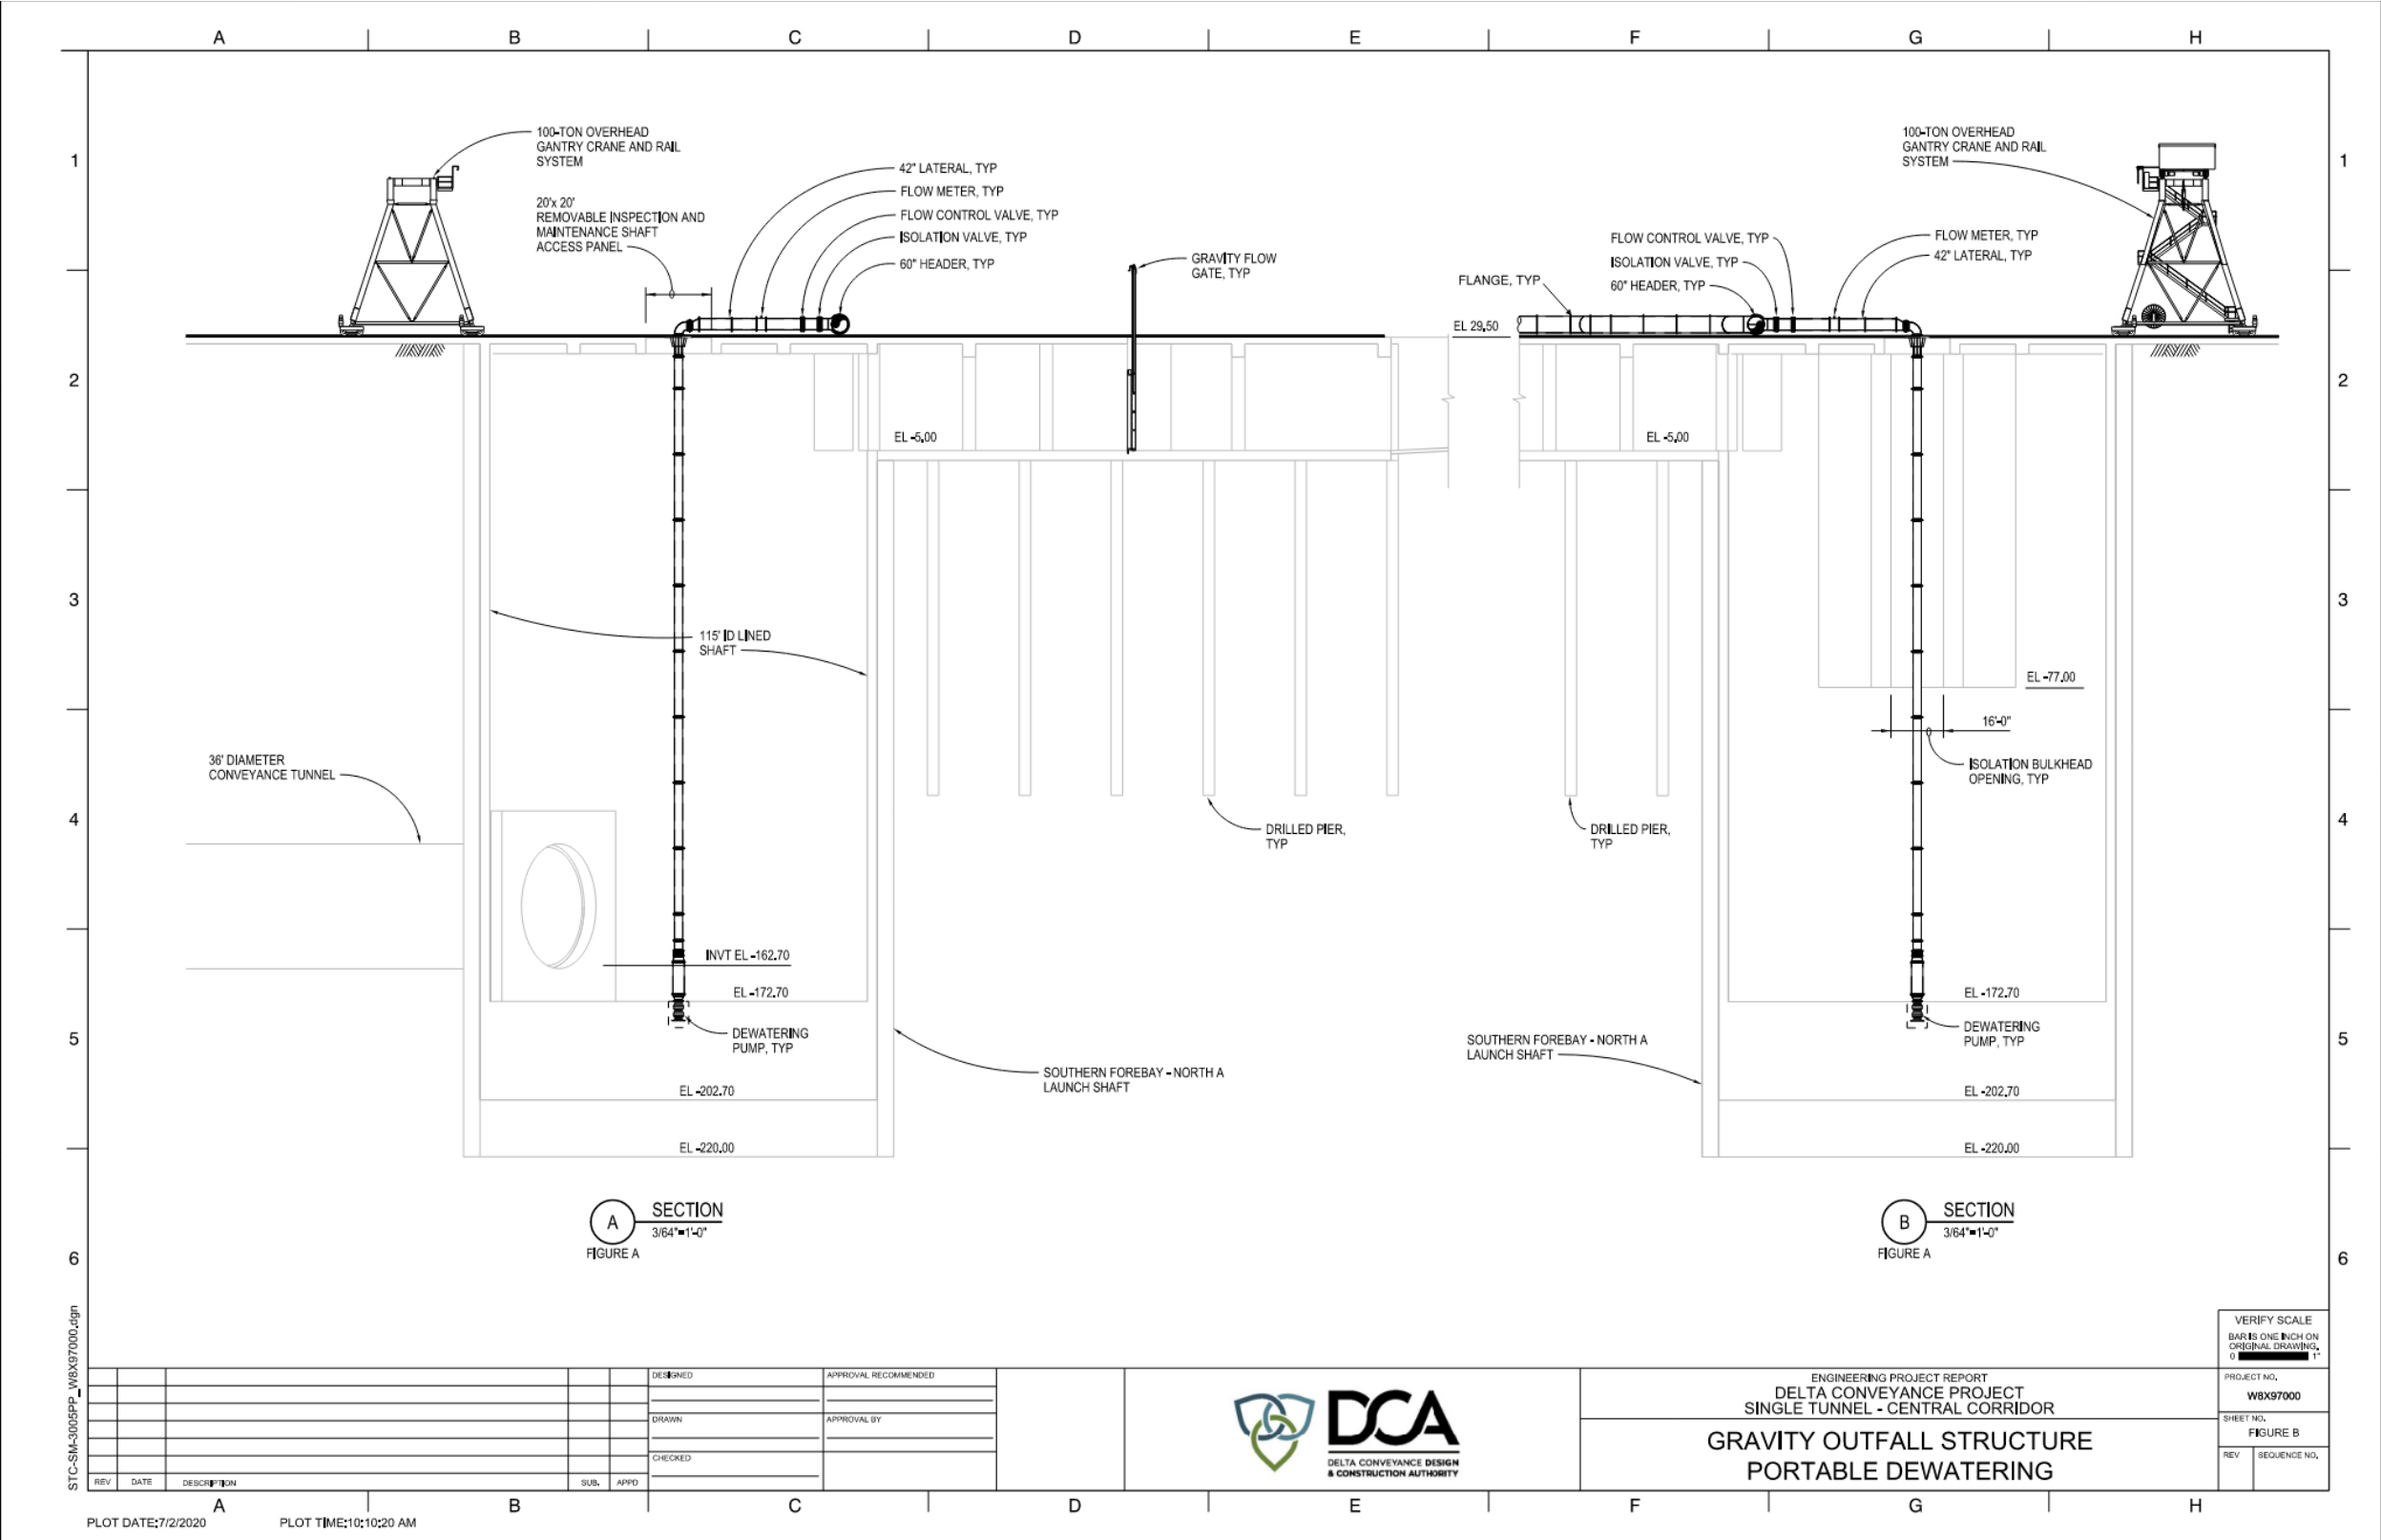 A B C D E F G H
1
1
2
2
3
3
4
4
5
5
6
6
100-TON OVERHEAD
GANTRY CRANE AND RAIL
SYSTEM
20'x 20'
REMOVABLE INSPECTION AND
MAINTENANCE SHAFT
ACCESS PANEL
42" LATERAL, TYP
FLOW METER, TYP
FLOW CONTROL VALVE, TYP
ISOLATION VALVE, TYP
60" HEADER, TYP
GRAVITY FLOW
GATE, TYP
EL -5.00
115' ID LINED
SHAFT
36' DIAMETER
CONVEYANCE TUNNEL
DRILLED PIER,
TYP
INVT EL -162.70
EL -172.70
DEWATERING
PUMP, TYP
SOUTHERN FOREBAY - NORTH A
LAUNCH SHAFT
EL -202.70
EL -220.00
A
SECTION
3/64"=1'-0"
FIGURE A
100-TON OVERHEAD
GANTRY CRANE AND RAIL
SYSTEM
FLOW CONTROL VALVE, TYP
ISOLATION VALVE, TYP
60" HEADER, TYP
FLOW METER, TYP
42" LATERAL, TYP
FLANGE, TYP
EL 29.50
EL -5.00
EL -77.00
16'-0"
ISOLATION BULKHEAD
OPENING, TYP
DRILLED PIER,
TYP
EL -172.70
DEWATERING
PUMP, TYP
SOUTHERN FOREBAY - NORTH A
LAUNCH SHAFT
EL -202.70
EL -220.00
B
SECTION
3/64"=1'-0"
FIGURE A
STC-SM-3005PP_W8X97000.dgn
VERIFY SCALE
BAR IS ONE INCH ON
ORIGINAL DRAWING.
0 1"
REV DATE DESCRIPTION SUB. APPD
DESIGNED
DRAWN
CHECKED
APPROVAL RECOMMENDED
APPROVAL BY
DCA
DELTA CONVEYANCE DESIGN
& CONSTRUCTION AUTHORITY
ENGINEERING PROJECT REPORT
DELTA CONVEYANCE PROJECT
SINGLE TUNNEL - CENTRAL CORRIDOR
GRAVITY OUTFALL STRUCTURE
PORTABLE DEWATERING
PROJECT NO.
W8X97000
SHEET NO.
FIGURE B
REV SEQUENCE NO.
A B C D E F G H
PLOT DATE:7/2/2020 PLOT TIME:10:10:20 AM